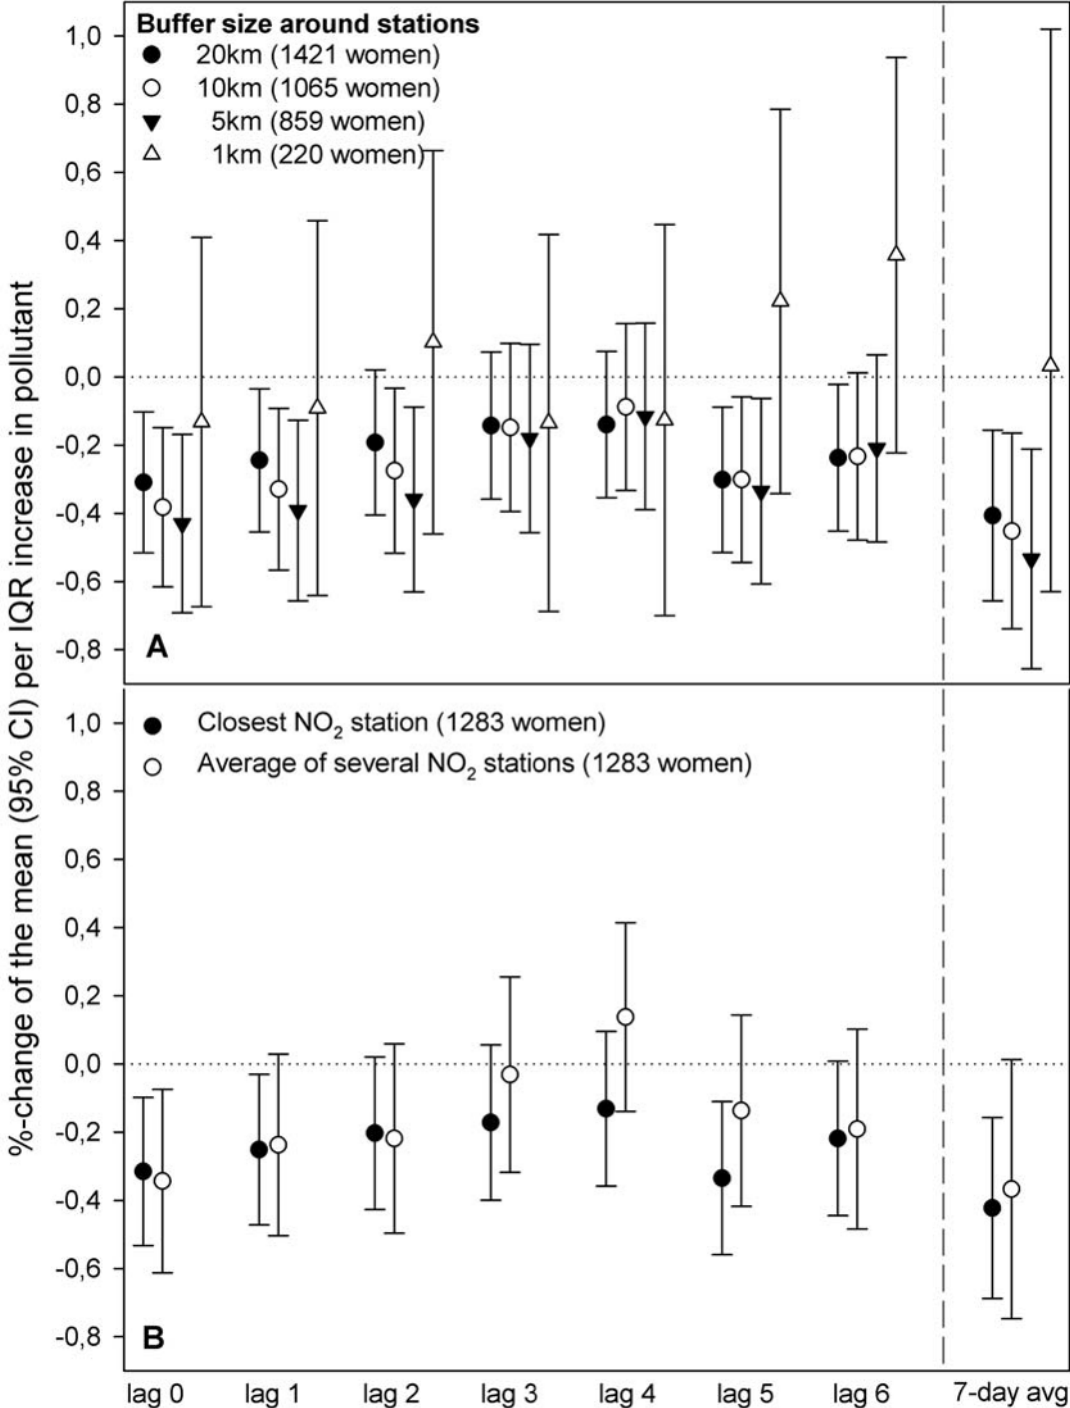 Buffer size around stations
20km (1421 women)
10km (1065 women)
5km (859 women)
1km (220 women)
1,0
0,8
0,6
0,4
0,2
0,0
-0,2
-0,4
-0,6
-0,8
A
%-change of the mean (95% CI) per IQR increase in pollutant
Closest NO₂ station (1283 women)
Average of several NO₂ stations (1283 women)
1,0
0,8
0,6
0,4
0,2
0,0
-0,2
-0,4
-0,6
-0,8
B
lag 0 lag 1 lag 2 lag 3 lag 4 lag 5 lag 6 7-day avg